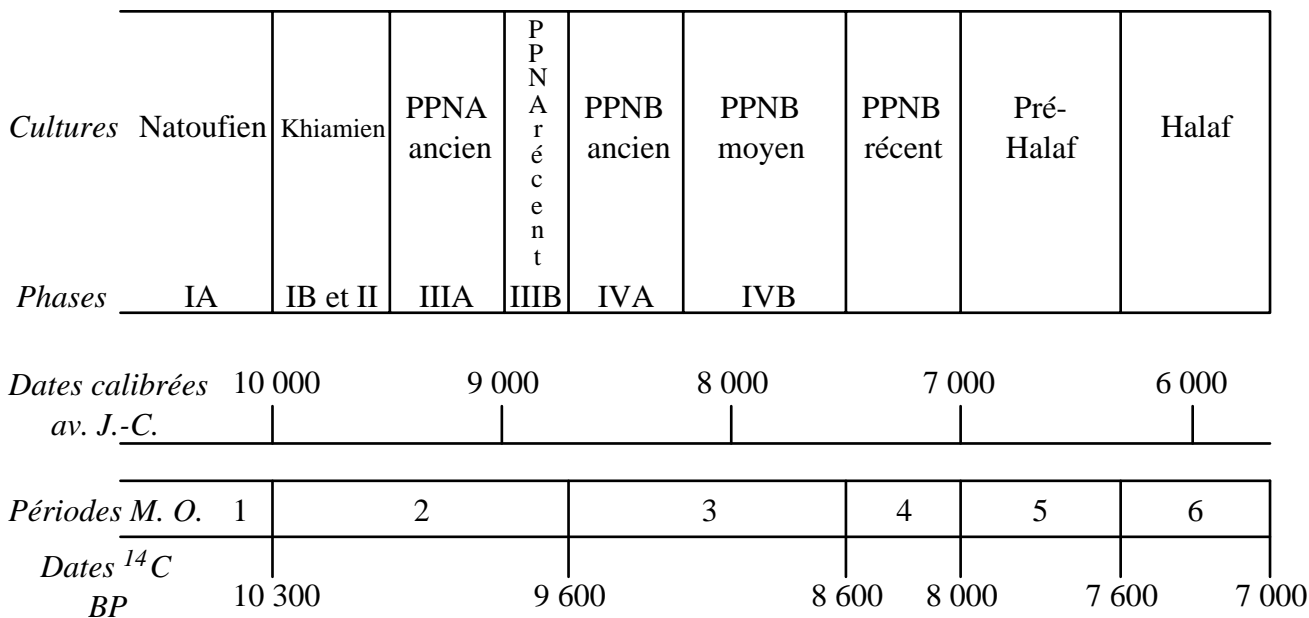 PPNA récent
PPNA PPNB PPNB PPNB Pré-
Cultures Natoufien Khiamien ancien ancien moyen récent Halaf Halaf
Phases IA IB et II IIIA IIIB IVA IVB
Dates calibrées 10 000 9 000 8 000 7 000 6 000
av. J.-C.
Périodes M. O. 1 2 3 4 5 6
Dates 14C
BP 10 300 9 600 8 600 8 000 7 600 7 000